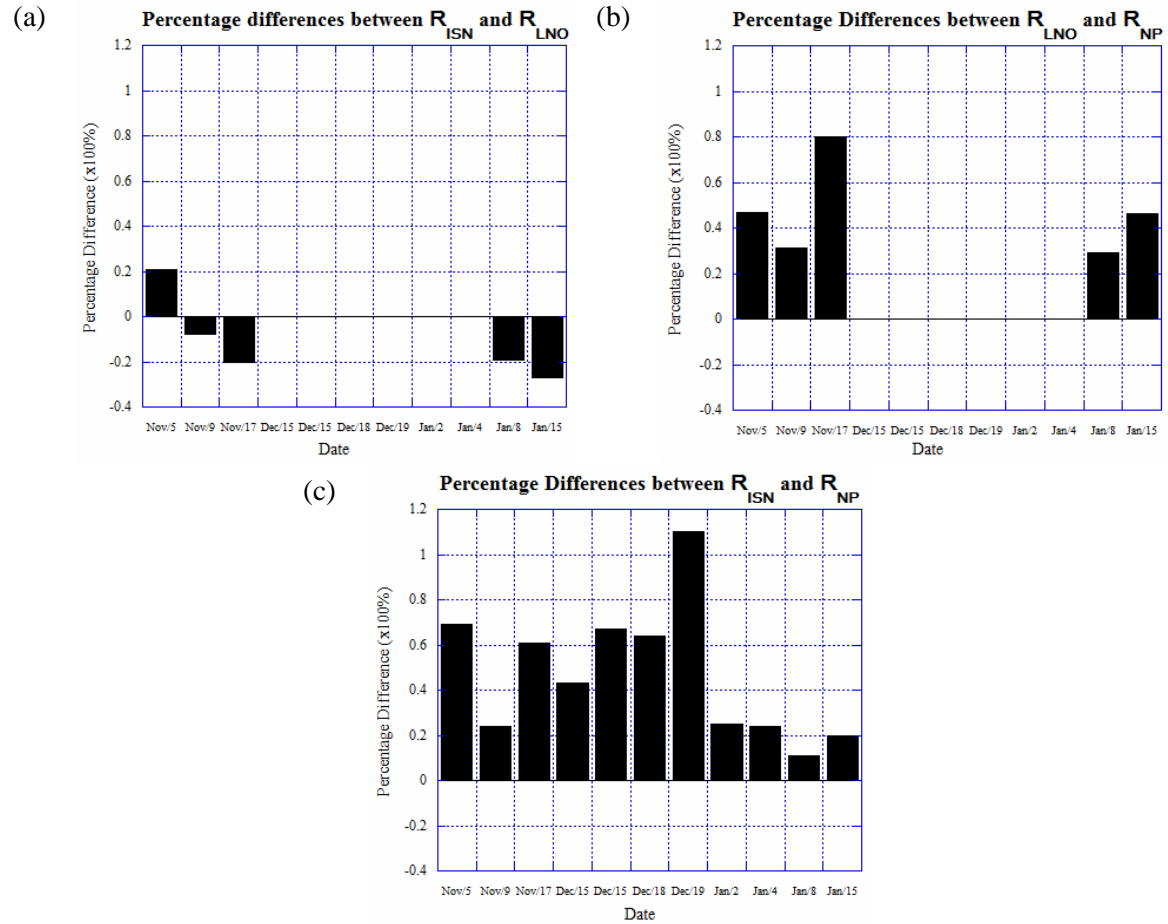 (a)
Percentage differences between R_ISN and R_LNO
1.2
1
0.8
0.6
0.4
0.2
0
-0.2
-0.4
Percentage Difference (x100%)
Nov/5 Nov/9 Nov/17 Dec/15 Dec/15 Dec/18 Dec/19 Jan/2 Jan/4 Jan/8 Jan/15
Date
(b)
Percentage Differences between R_LNO and R_NP
1.2
1
0.8
0.6
0.4
0.2
0
-0.2
-0.4
Percentage Difference (x100%)
Nov/5 Nov/9 Nov/17 Dec/15 Dec/15 Dec/18 Dec/19 Jan/2 Jan/4 Jan/8 Jan/15
Date
(c)
Percentage Differences between R_ISN and R_NP
1.2
1
0.8
0.6
0.4
0.2
0
-0.2
-0.4
Percentage Difference (x100%)
Nov/5 Nov/9 Nov/17 Dec/15 Dec/15 Dec/18 Dec/19 Jan/2 Jan/4 Jan/8 Jan/15
Date